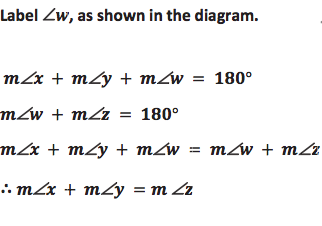 Label ∠w, as shown in the diagram.
m∠x + m∠y + m∠w = 180°
m∠w + m∠z = 180°
m∠x + m∠y + m∠w = m∠w + m∠z
∴ m∠x + m∠y = m ∠z